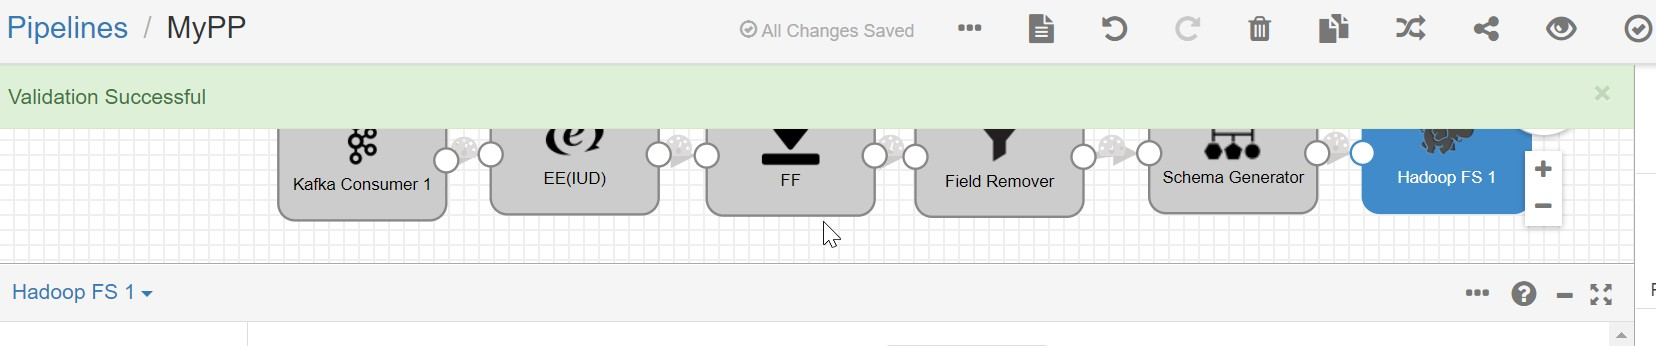 Pipelines / MyPP
All Changes Saved
Validation Successful
Kafka Consumer 1
EE(IUD)
FF
Field Remover
Schema Generator
Hadoop FS 1
Hadoop FS 1